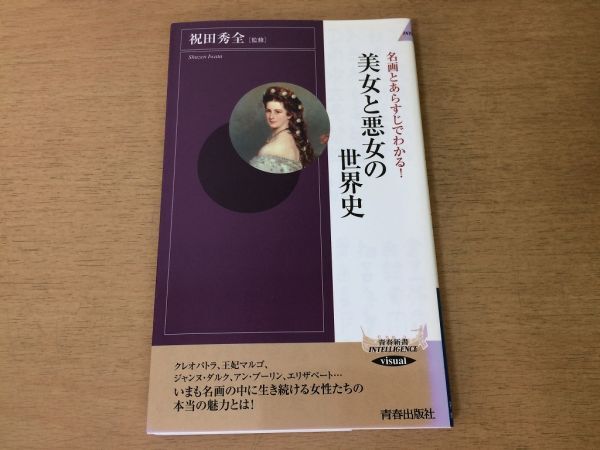 祝田秀全[監修]
Shuzen Iwata
名画とあらすじでわかる!
美女と悪女の
世界史
青春新書
INTELLIGENCE
visual
クレオパトラ、王妃マルゴ、
ジャンヌ・ダルク、アン・ブーリン、エリザベート…
いまも名画の中に生き続ける女性たちの
本当の魅力とは!
青春出版社